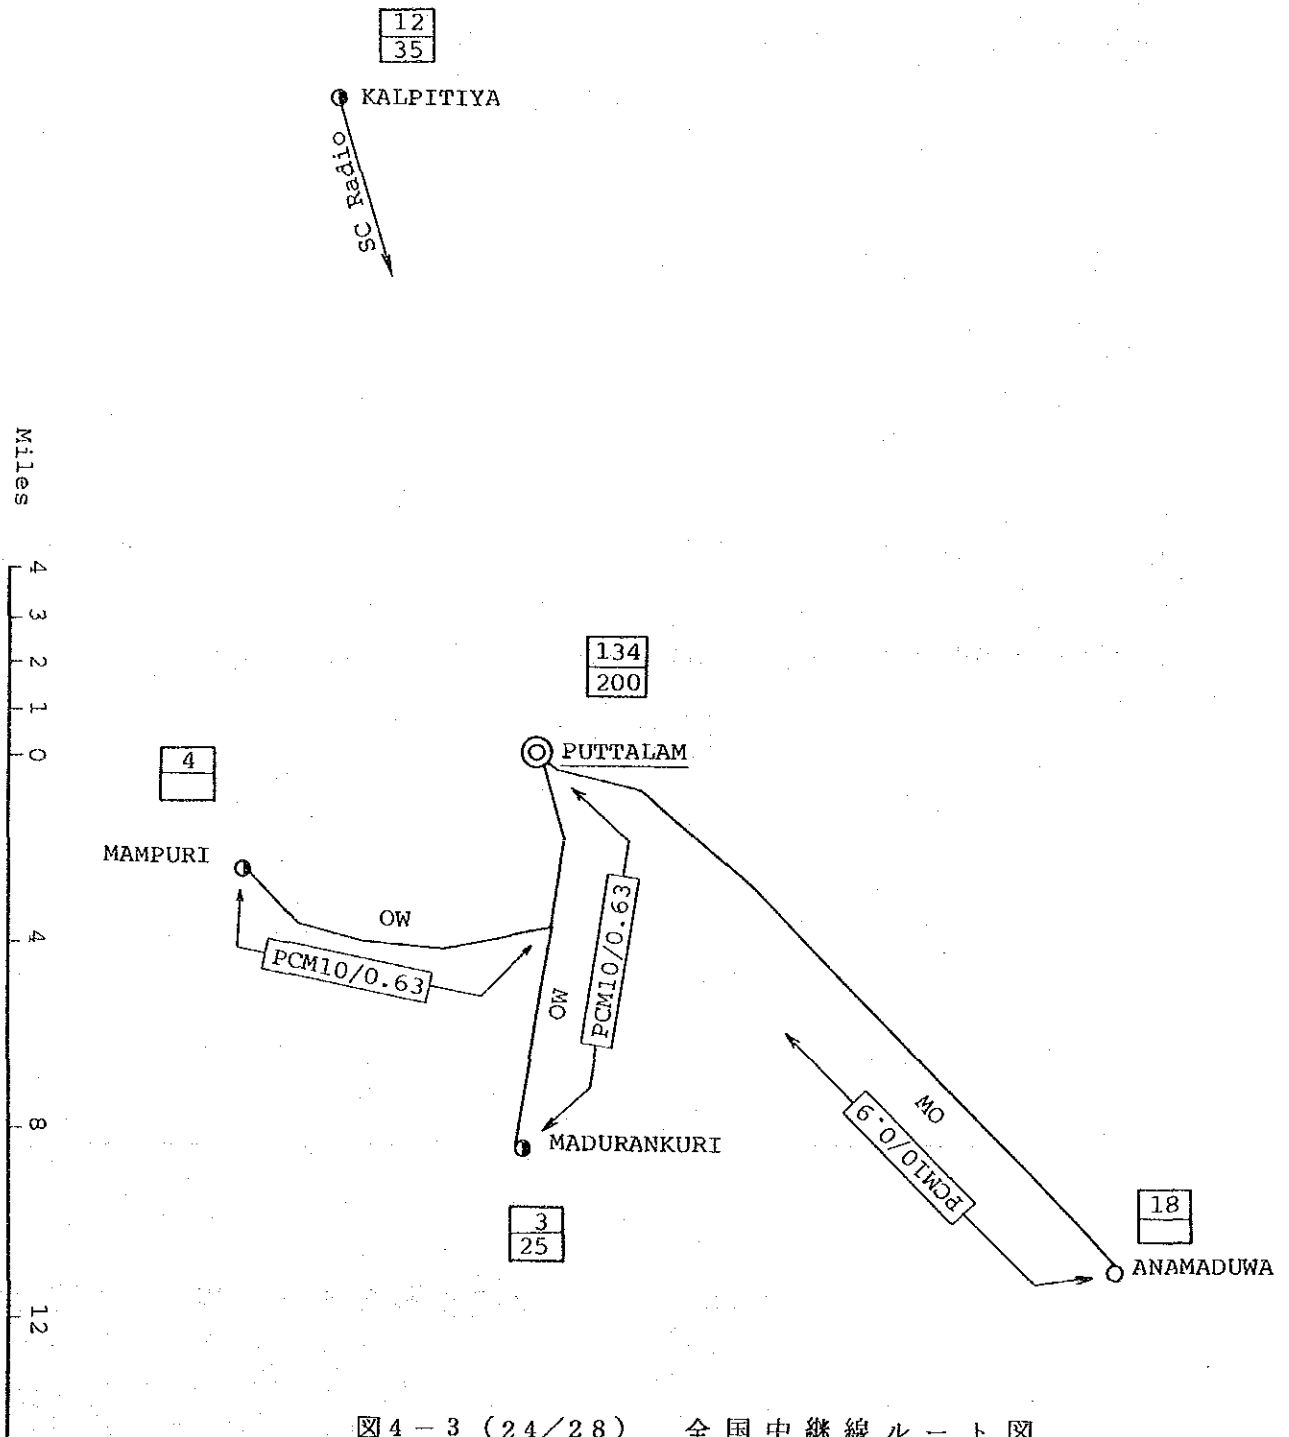 12
35
KALPITIYA
SC Radio
Miles
4
3
2
1
0
4
8
12
134
200
PUTTALAM
4
MAMPURI
OW
PCM10/0.63
PCM10/0.63
OW
MADURANKURI
3
25
OW
PCM10/0.9
18
ANAMADUWA
図4-3 (24/28) 全国中継線ルート図